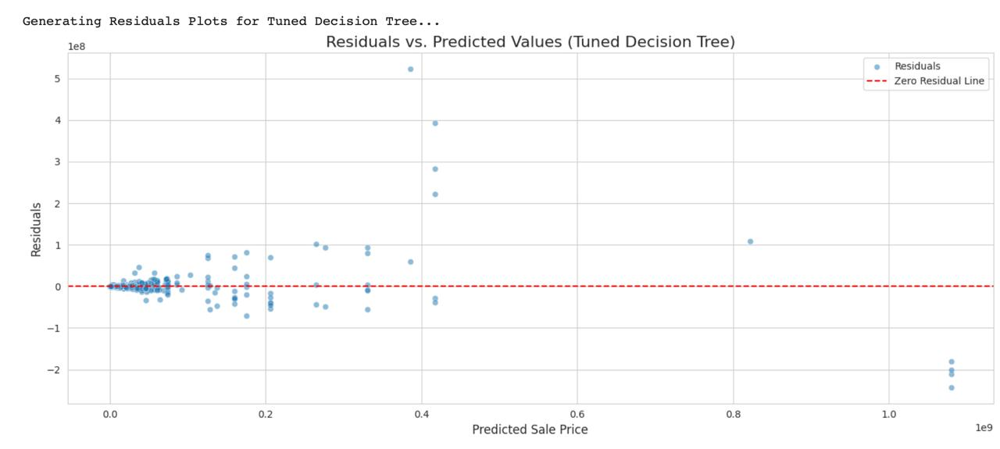 Generating Residuals Plots for Tuned Decision Tree...
Residuals vs. Predicted Values (Tuned Decision Tree)
1e8
Residuals
Zero Residual Line
5
4
3
2
1
0
−1
−2
Residuals
0.0 0.2 0.4 0.6 0.8 1.0
1e9
Predicted Sale Price